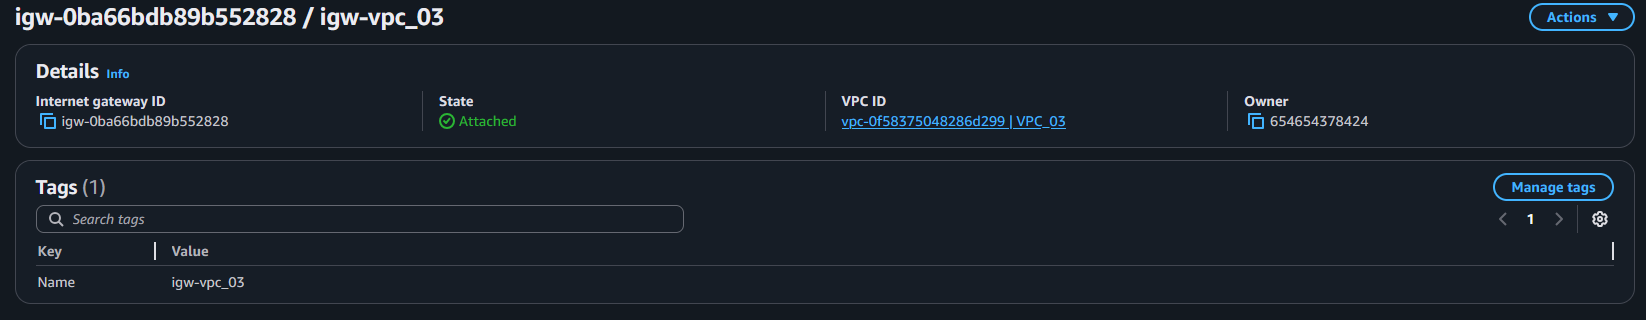 igw-0ba66bdb89b552828 / igw-vpc_03
Actions
Details Info
Internet gateway ID
igw-0ba66bdb89b552828
State
Attached
VPC ID
vpc-0f58375048286d299 | VPC_03
Owner
654654378424
Tags (1)
Manage tags
Search tags
1
Key Value
Name igw-vpc_03